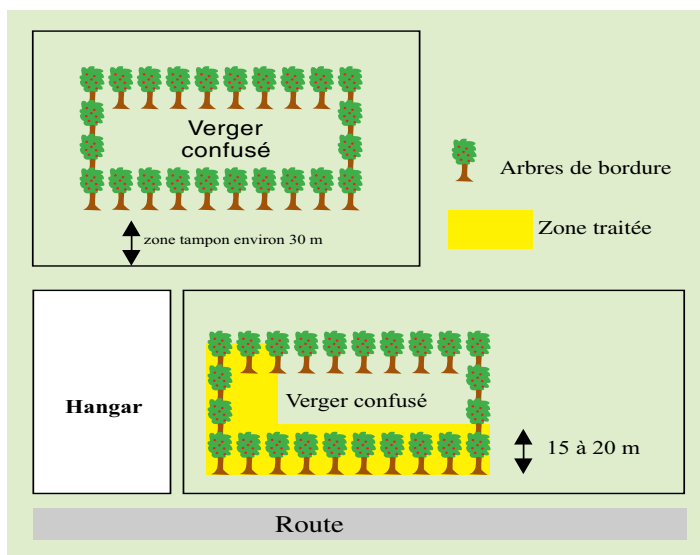 Verger
confusé
zone tampon environ 30 m
Arbres de bordure
Zone traitée
Hangar
Verger confusé
15 à 20 m
Route